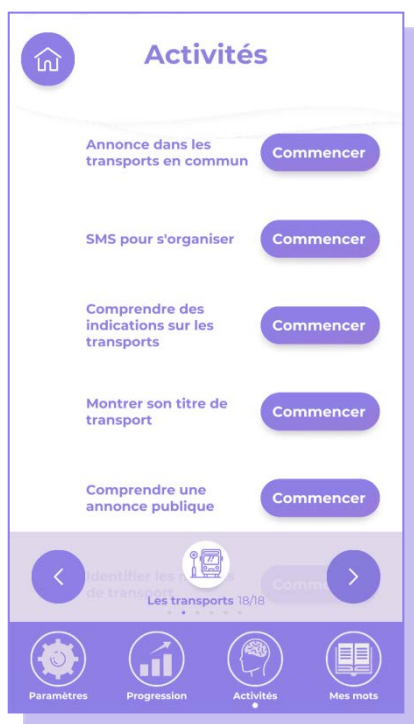 Activités
Annonce dans les
transports en commun
Commencer
SMS pour s'organiser
Commencer
Comprendre des
indications sur les
transports
Commencer
Montrer son titre de
transport
Commencer
Comprendre une
annonce publique
Commencer
Identifier les
de transport
Les transports 18/18
Paramètres
Progression
Activités
Mes mots